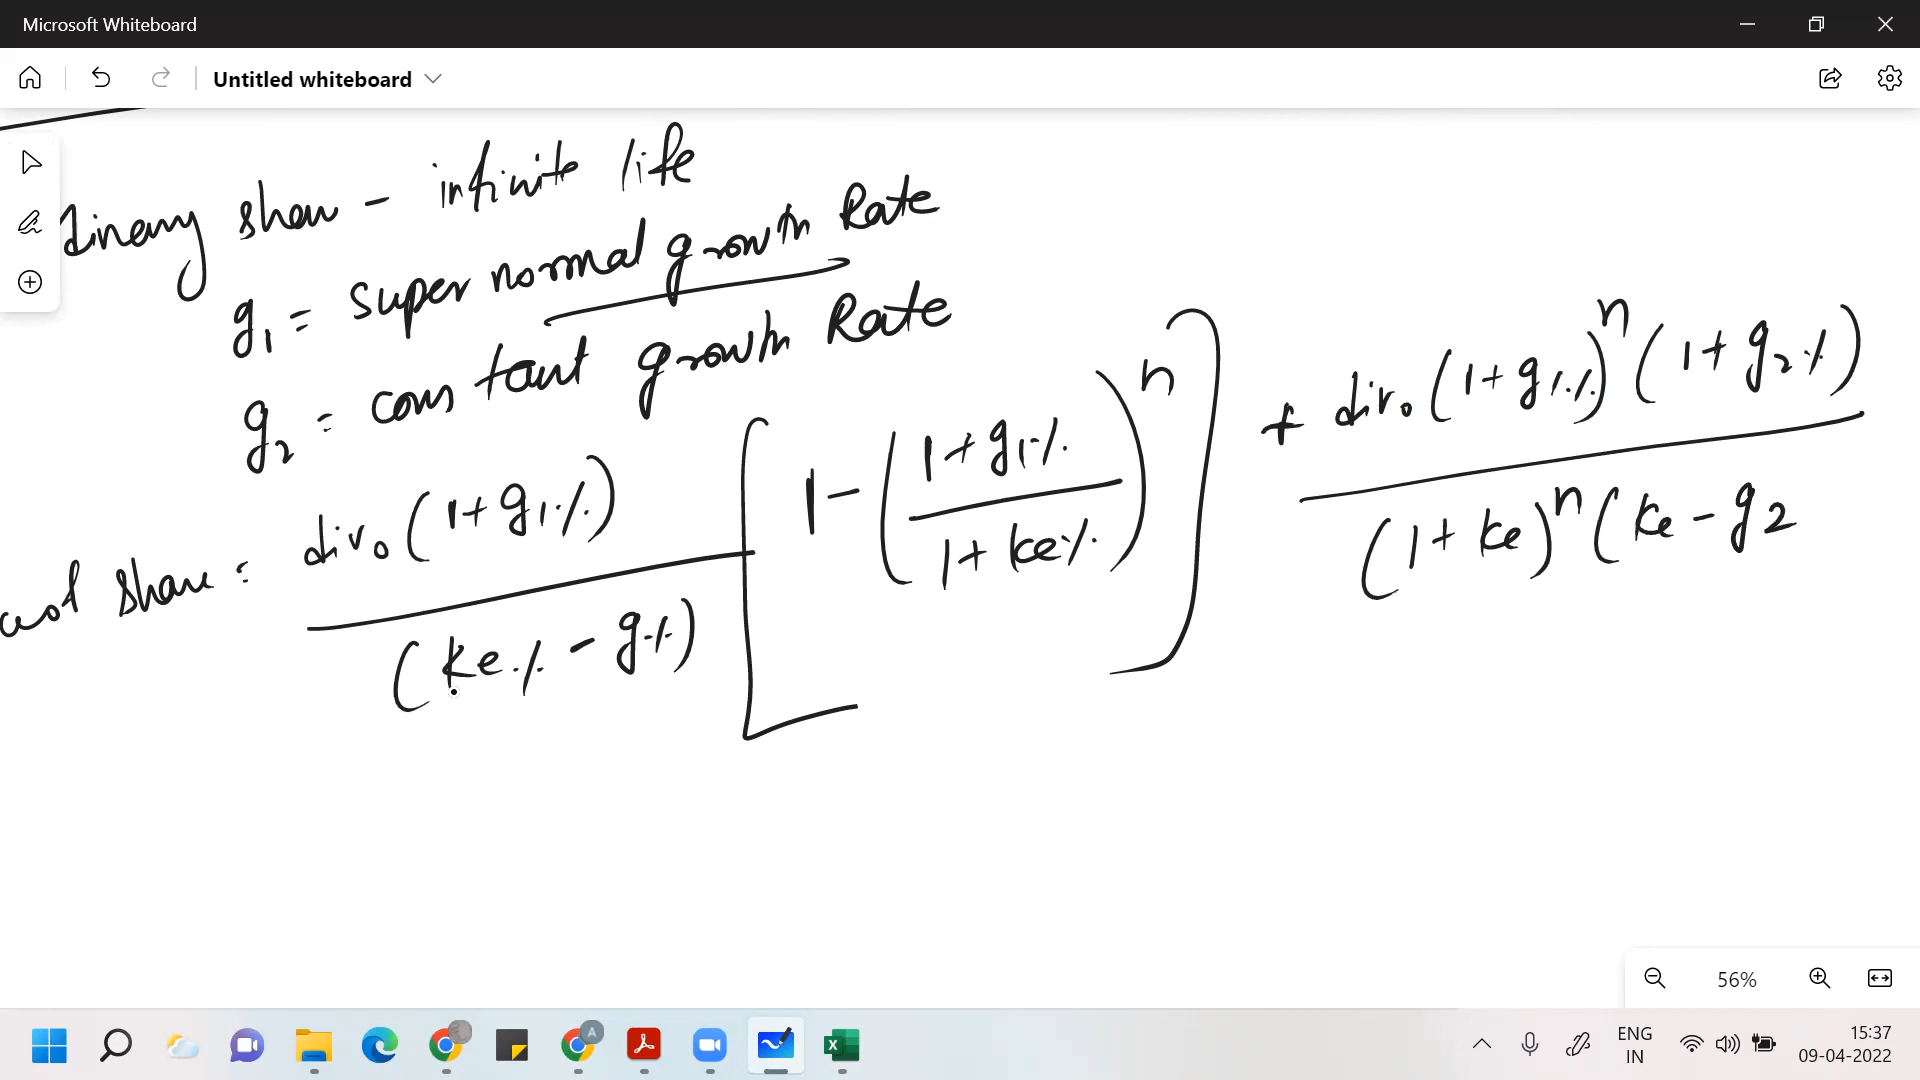 Microsoft Whiteboard
Untitled whiteboard
dinary share - infinite life
g1 = super normal growth Rate
g2 = constant growth Rate
share = div0 (1+g1%) / (ke% - g%) [1 - ((1+g1%) / (1+ke%))^n] + div0 (1+g1%)^n (1+g2%) / (1+ke)^n (ke - g2
56%
ENG
IN
15:37
09-04-2022